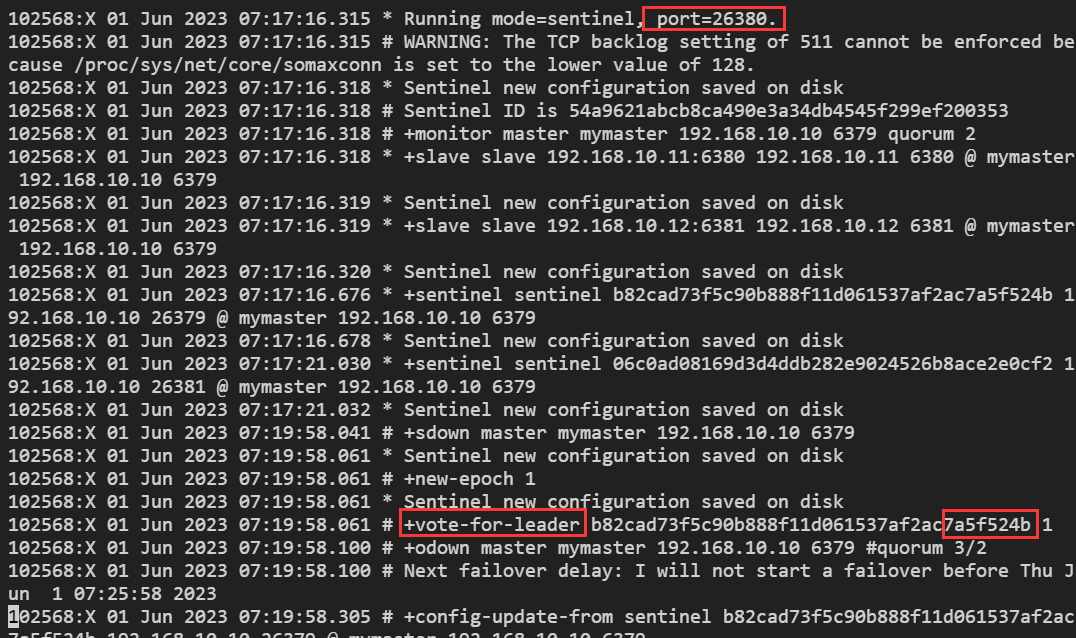 102568:X 01 Jun 2023 07:17:16.315 * Running mode=sentinel, port=26380.
102568:X 01 Jun 2023 07:17:16.315 # WARNING: The TCP backlog setting of 511 cannot be enforced be
cause /proc/sys/net/core/somaxconn is set to the lower value of 128.
102568:X 01 Jun 2023 07:17:16.318 * Sentinel new configuration saved on disk
102568:X 01 Jun 2023 07:17:16.318 # Sentinel ID is 54a9621abcb8ca490e3a34db4545f299ef200353
102568:X 01 Jun 2023 07:17:16.318 # +monitor master mymaster 192.168.10.10 6379 quorum 2
102568:X 01 Jun 2023 07:17:16.318 * +slave slave 192.168.10.11:6380 192.168.10.11 6380 @ mymaster
 192.168.10.10 6379
102568:X 01 Jun 2023 07:17:16.319 * Sentinel new configuration saved on disk
102568:X 01 Jun 2023 07:17:16.319 * +slave slave 192.168.10.12:6381 192.168.10.12 6381 @ mymaster
 192.168.10.10 6379
102568:X 01 Jun 2023 07:17:16.320 * Sentinel new configuration saved on disk
102568:X 01 Jun 2023 07:17:16.676 * +sentinel sentinel b82cad73f5c90b888f11d061537af2ac7a5f524b 1
92.168.10.10 26379 @ mymaster 192.168.10.10 6379
102568:X 01 Jun 2023 07:17:16.678 * Sentinel new configuration saved on disk
102568:X 01 Jun 2023 07:17:21.030 * +sentinel sentinel 06c0ad08169d3d4ddb282e9024526b8ace2e0cf2 1
92.168.10.10 26381 @ mymaster 192.168.10.10 6379
102568:X 01 Jun 2023 07:17:21.032 * Sentinel new configuration saved on disk
102568:X 01 Jun 2023 07:19:58.041 # +sdown master mymaster 192.168.10.10 6379
102568:X 01 Jun 2023 07:19:58.061 * Sentinel new configuration saved on disk
102568:X 01 Jun 2023 07:19:58.061 # +new-epoch 1
102568:X 01 Jun 2023 07:19:58.061 * Sentinel new configuration saved on disk
102568:X 01 Jun 2023 07:19:58.061 # +vote-for-leader b82cad73f5c90b888f11d061537af2ac7a5f524b 1
102568:X 01 Jun 2023 07:19:58.100 # +odown master mymaster 192.168.10.10 6379 #quorum 3/2
102568:X 01 Jun 2023 07:19:58.100 # Next failover delay: I will not start a failover before Thu J
un  1 07:25:58 2023
102568:X 01 Jun 2023 07:19:58.305 # +config-update-from sentinel b82cad73f5c90b888f11d061537af2ac
7a5f524b 192.168.10.10 26379 @ mymaster 192.168.10.10 6379